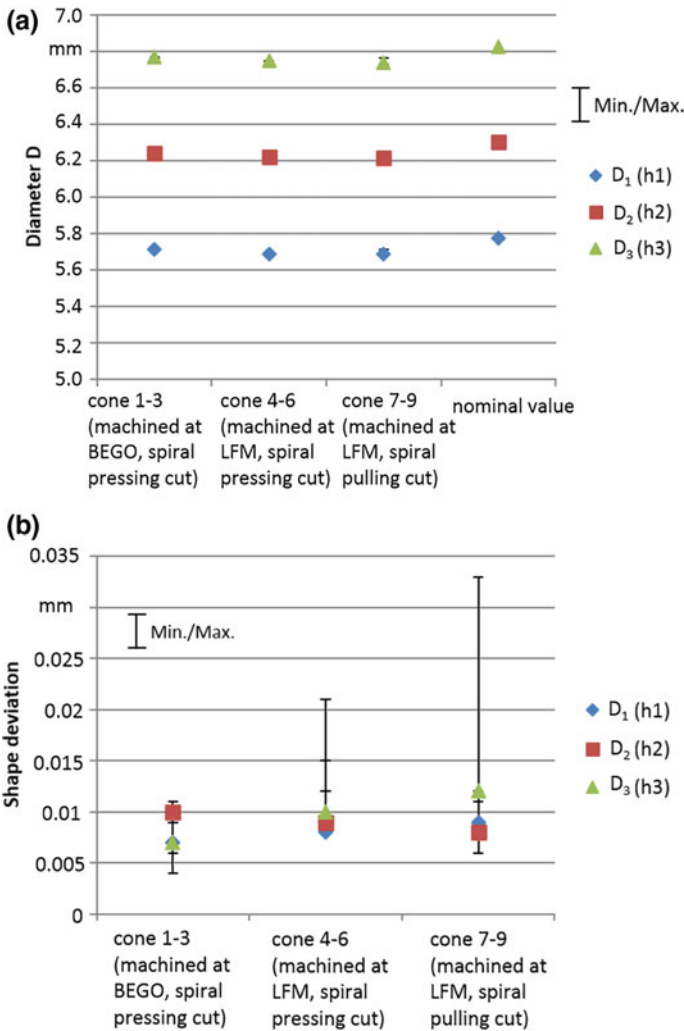 (a)
7.0
mm
6.6
6.4
6.2
6.0
5.8
5.6
5.4
5.2
5.0
Diameter D
Min./Max.
D1 (h1)
D2 (h2)
D3 (h3)
cone 1-3
(machined at
BEGO, spiral
pressing cut)
cone 4-6
(machined at
LFM, spiral
pressing cut)
cone 7-9
(machined at
LFM, spiral
pulling cut)
nominal value
(b)
0.035
mm
0.025
0.02
0.015
0.010
0.005
0
Shape deviation
Min./Max.
D1 (h1)
D2 (h2)
D3 (h3)
cone 1-3
(machined at
BEGO, spiral
pressing cut)
cone 4-6
(machined at
LFM, spiral
pressing cut)
cone 7-9
(machined at
LFM, spiral
pulling cut)